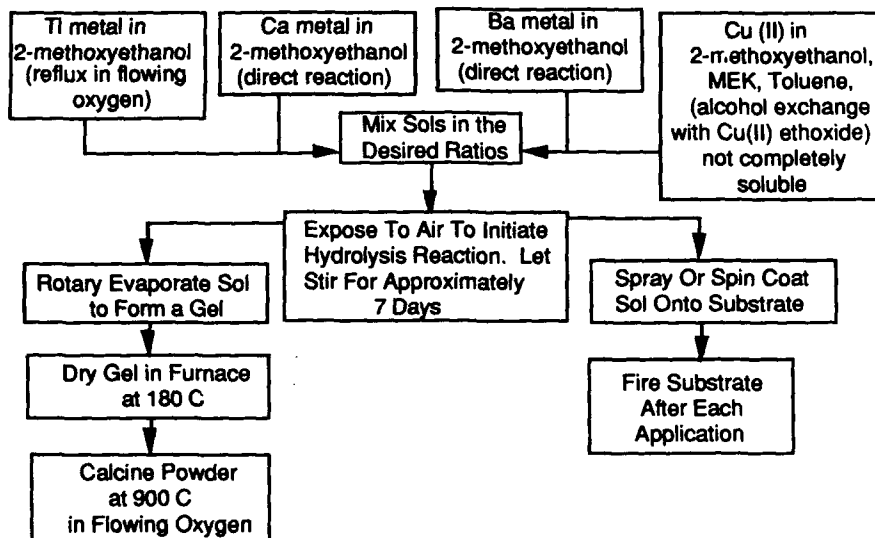 Tl metal in
2-methoxyethanol
(reflux in flowing
oxygen)
Ca metal in
2-methoxyethanol
(direct reaction)
Ba metal in
2-methoxyethanol
(direct reaction)
Cu (II) in
2-methoxyethanol,
MEK, Toluene,
(alcohol exchange
with Cu(II) ethoxide)
not completely
soluble
Mix Sols in the
Desired Ratios
Expose To Air To Initiate
Hydrolysis Reaction. Let
Stir For Approximately
7 Days
Rotary Evaporate Sol
to Form a Gel
Dry Gel in Furnace
at 180 C
Calcine Powder
at 900 C
in Flowing Oxygen
Spray Or Spin Coat
Sol Onto Substrate
Fire Substrate
After Each
Application